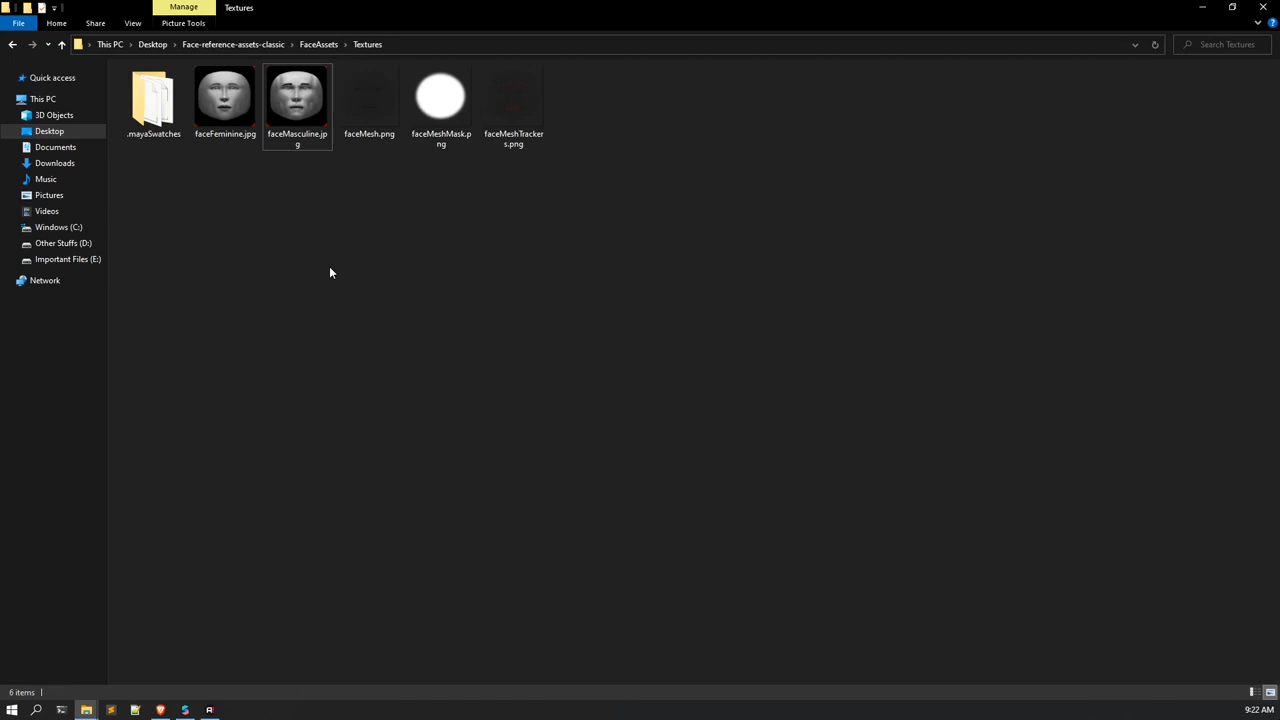 Manage
Textures
File
Home
Share
View
Picture Tools
This PC
Desktop
Face-reference-assets-classic
FaceAssets
Textures
Search Textures
Quick access
This PC
3D Objects
Desktop
Documents
Downloads
Music
Pictures
Videos
Windows (C:)
Other Stuffs (D:)
Important Files (E:)
Network
.mayaSwatches
faceFeminine.jpg
faceMasculine.jp
g
faceMesh.png
faceMeshMask.p
ng
faceMeshTracker
s.png
6 items
9:22 AM